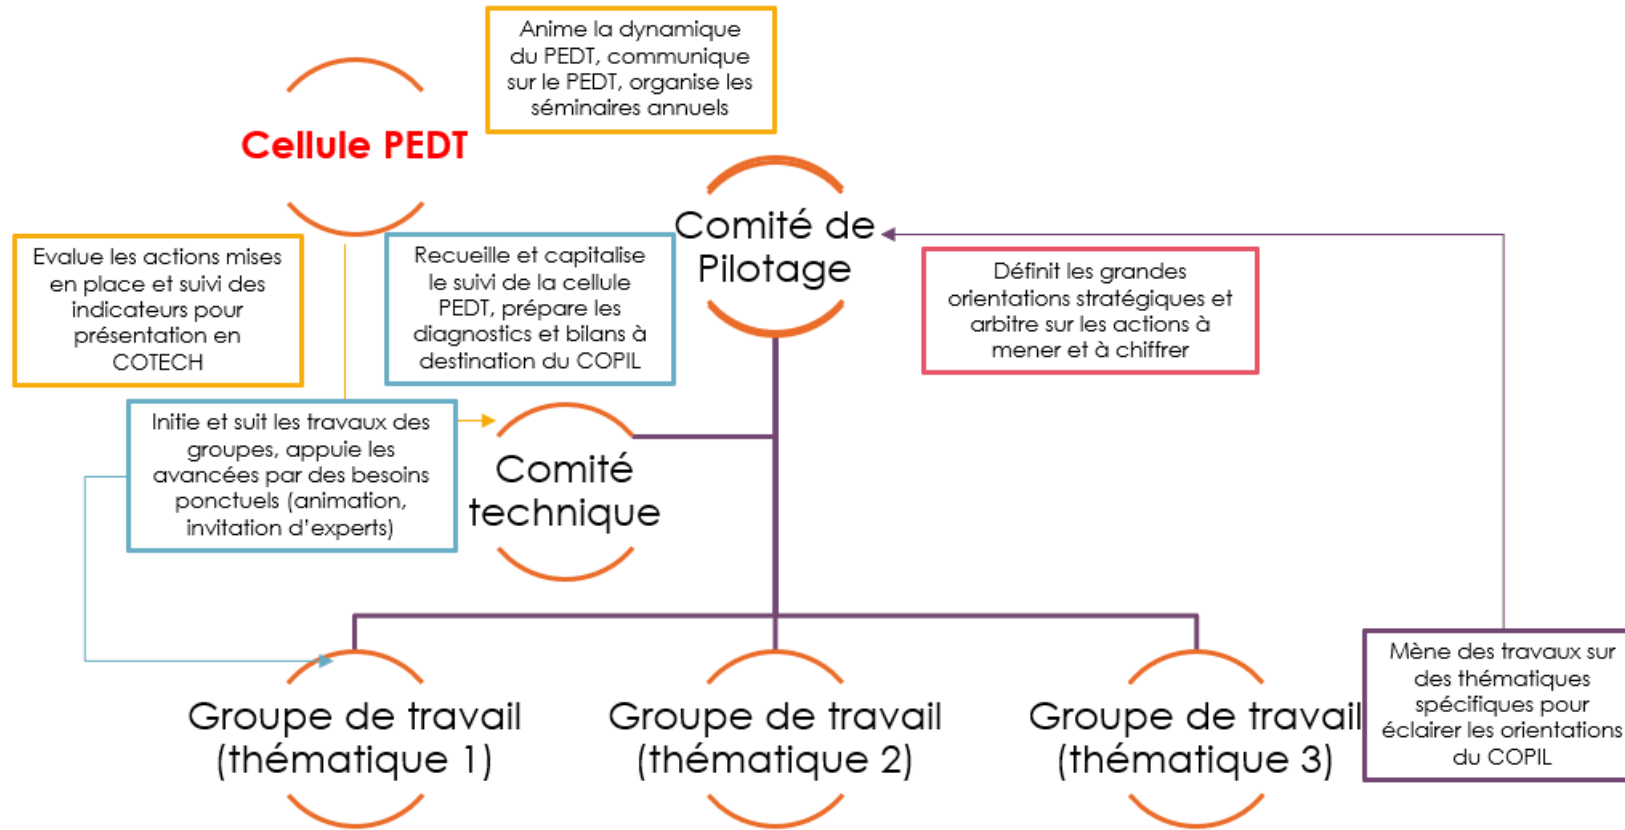 Anime la dynamique
du PEDT, communique
sur le PEDT, organise les
séminaires annuels
Cellule PEDT
Comité de
Pilotage
Evalue les actions mises
en place et suivi des
indicateurs pour
présentation en
COTECH
Recueille et capitalise
le suivi de la cellule
PEDT, prépare les
diagnostics et bilans à
destination du COPIL
Définit les grandes
orientations stratégiques et
arbitre sur les actions à
mener et à chiffrer
Initie et suit les travaux des
groupes, appuie les
avancées par des besoins
ponctuels (animation,
invitation d’experts)
Comité
technique
Groupe de travail
(thématique 1)
Groupe de travail
(thématique 2)
Groupe de travail
(thématique 3)
Mène des travaux sur
des thématiques
spécifiques pour
éclairer les orientations
du COPIL